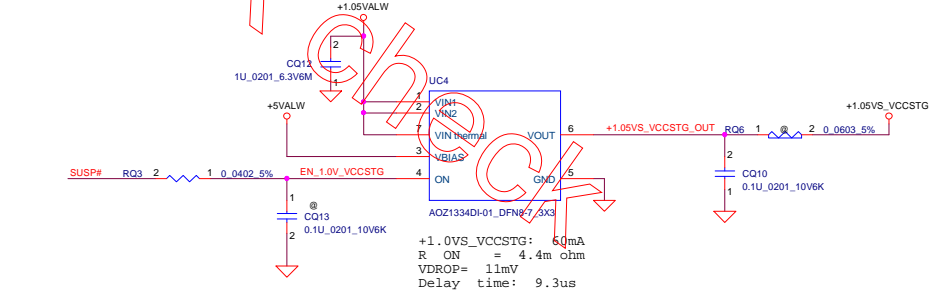 +1.05VALW
2
CQ12
1U_0201_6.3V6M
1
UC4
+5VALW
1 VIN1
2 VIN2
7 VIN thermal VOUT 6
3 VBIAS
4 ON GND 5
+1.05VS_VCCSTG_OUT
RQ6 1 @ 2 0_0603_5%
+1.05VS_VCCSTG
SUSP# RQ3 2 1 0_0402_5% EN_1.0V_VCCSTG
2
CQ10
1 0.1U_0201_10V6K
1 @
CQ13
2 0.1U_0201_10V6K
AOZ1334DI-01_DFN8-7_3X3
+1.0VS_VCCSTG: 60mA
R ON = 4.4m ohm
VDROP= 11mV
Delay time: 9.3us
check